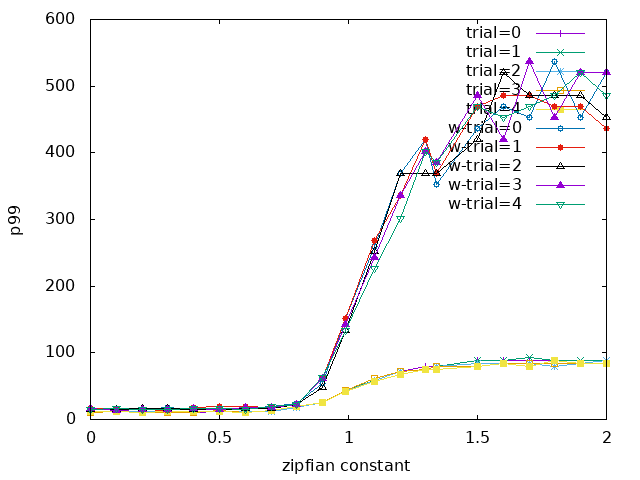 600
500
400
300
200
100
0
p99
0
0.5
1
1.5
2
zipfian constant
trial=0
trial=1
trial=2
trial=3
trial=4
w-trial=0
w-trial=1
w-trial=2
w-trial=3
w-trial=4